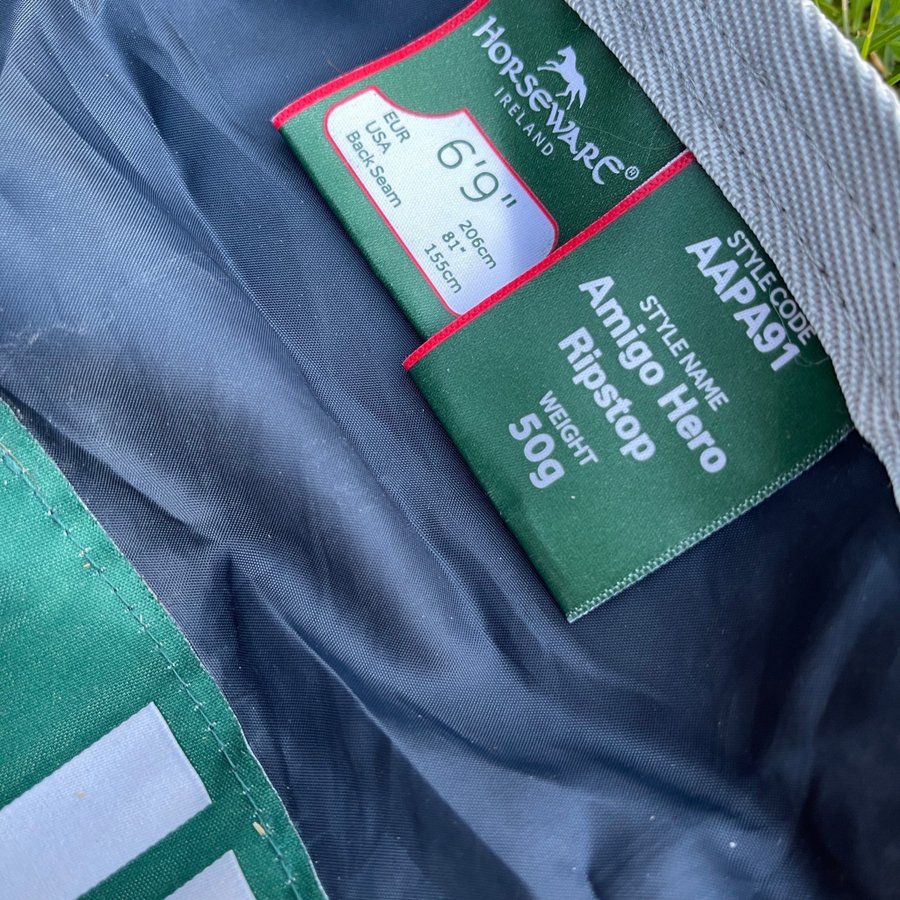 HORSEWARE®
IRELAND
6'9"
EUR 206cm
USA 81"
Back Seam 155cm
STYLE CODE
AAPA91
STYLE NAME
Amigo Hero
Ripstop
WEIGHT
50g